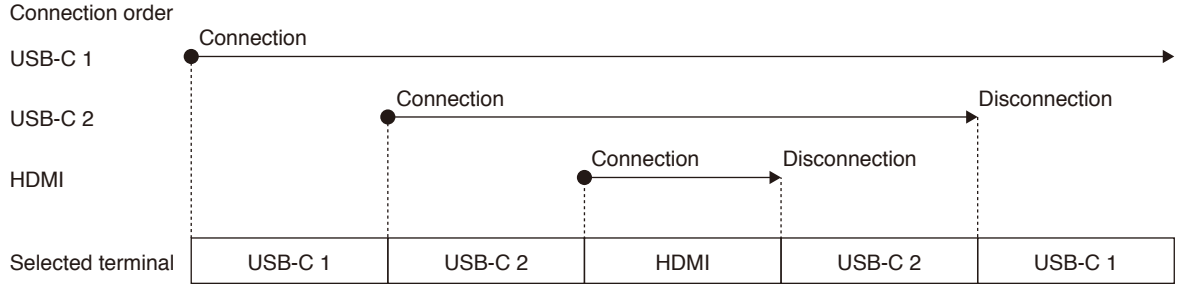 Connection order
Connection
USB-C 1
Connection
Disconnection
USB-C 2
Connection
Disconnection
HDMI
Selected terminal
USB-C 1
USB-C 2
HDMI
USB-C 2
USB-C 1